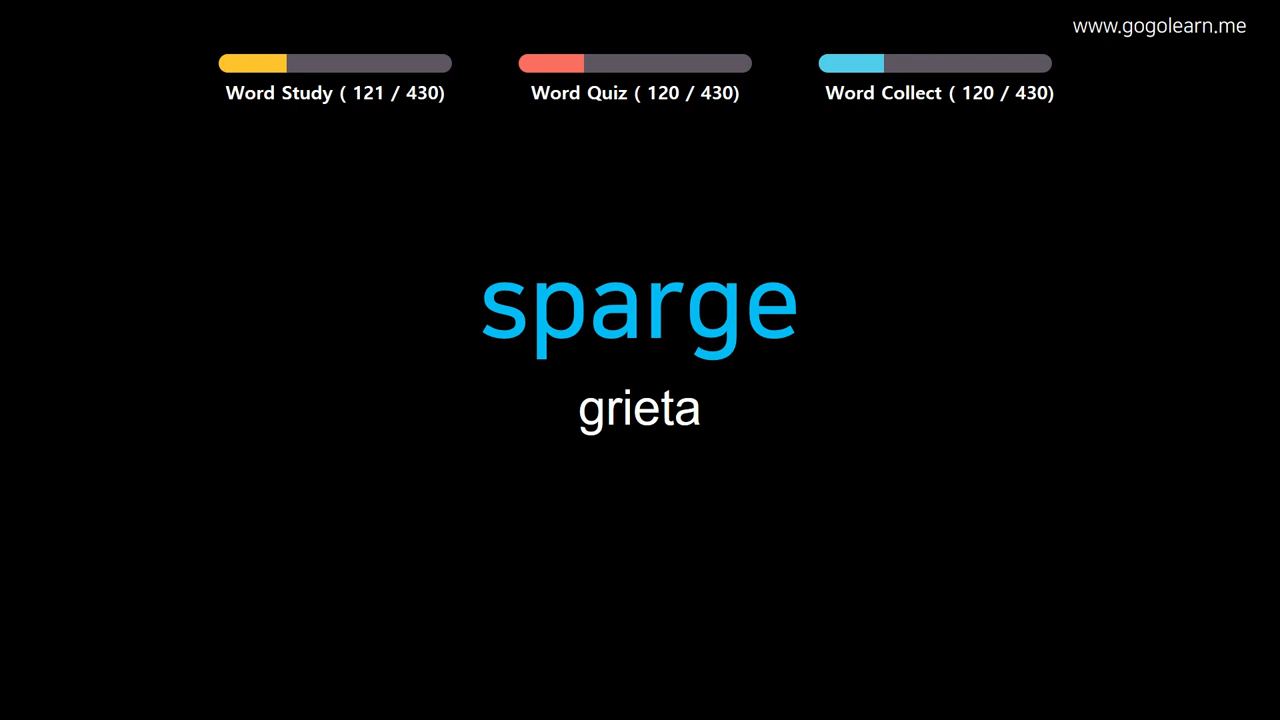 www.gogolearn.me
Word Study ( 121 / 430)
Word Quiz ( 120 / 430)
Word Collect ( 120 / 430)
sparge
grieta